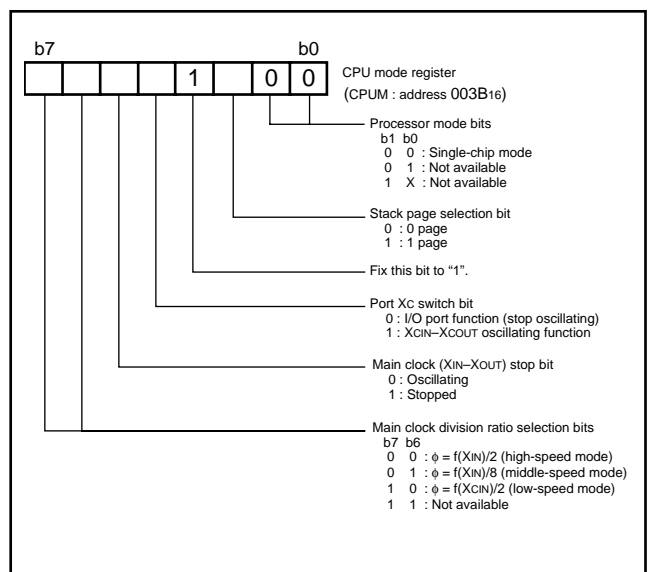 b7 b0
1 0 0
CPU mode register
(CPUM : address 003B16)
Processor mode bits
b1 b0
0 0 : Single-chip mode
0 1 : Not available
1 X : Not available
Stack page selection bit
0 : 0 page
1 : 1 page
Fix this bit to “1”.
Port XC switch bit
0 : I/O port function (stop oscillating)
1 : XCIN–XCOUT oscillating function
Main clock (XIN–XOUT) stop bit
0 : Oscillating
1 : Stopped
Main clock division ratio selection bits
b7 b6
0 0 : φ = f(XIN)/2 (high-speed mode)
0 1 : φ = f(XIN)/8 (middle-speed mode)
1 0 : φ = f(XCIN)/2 (low-speed mode)
1 1 : Not available